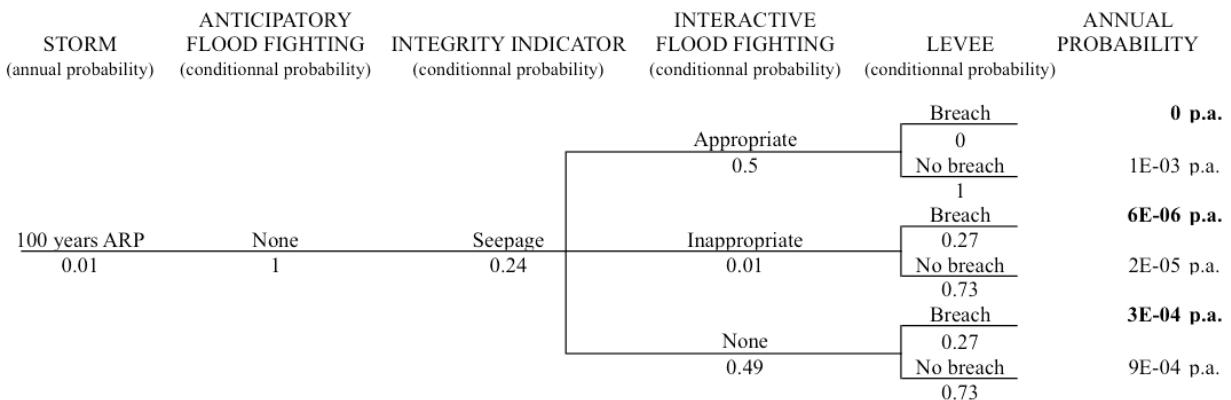 STORM
(annual probability)
ANTICIPATORY
FLOOD FIGHTING
(conditionnal probability)
INTEGRITY INDICATOR
(conditionnal probability)
INTERACTIVE
FLOOD FIGHTING
(conditionnal probability)
LEVEE
(conditionnal probability)
ANNUAL
PROBABILITY
100 years ARP
0.01
None
1
Seepage
0.24
Appropriate
0.5
Breach
0
0 p.a.
No breach
1
1E-03 p.a.
Inappropriate
0.01
Breach
0.27
6E-06 p.a.
No breach
0.73
2E-05 p.a.
None
0.49
Breach
0.27
3E-04 p.a.
No breach
0.73
9E-04 p.a.